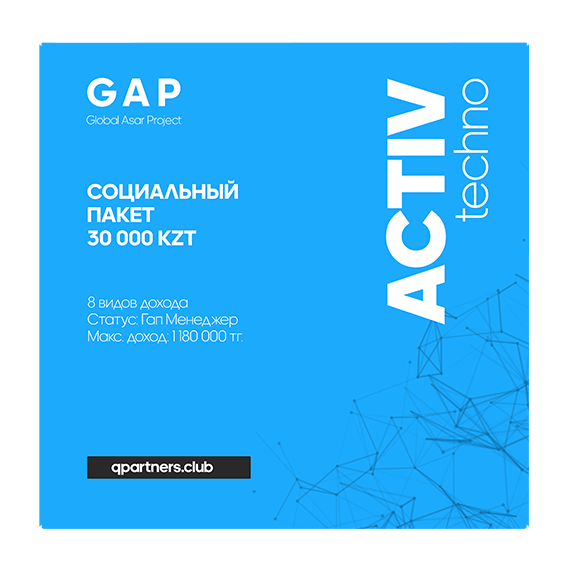 GAP
Global Asar Project
СОЦИАЛЬНЫЙ
ПАКЕТ
30 000 KZT
8 видов дохода
Статус: Гап Менеджер
Макс. доход: 1 180 000 тг.
qpartners.club
ACTIV
techno